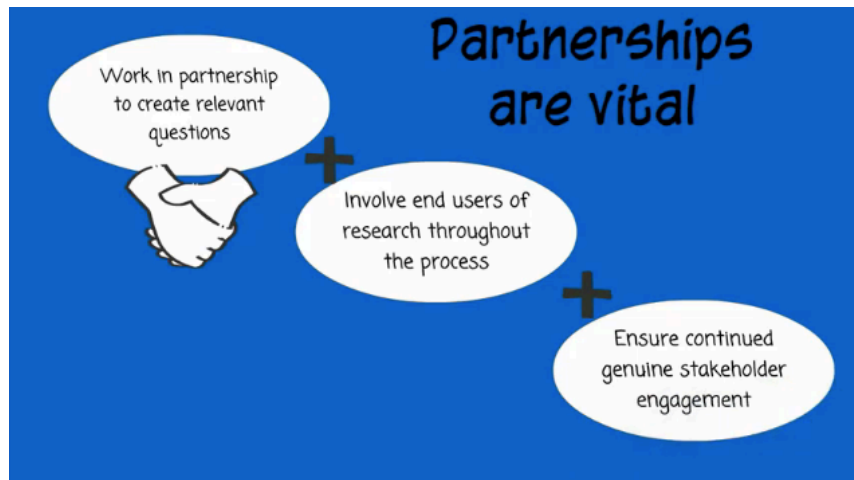 Partnerships
are vital
Work in partnership
to create relevant
questions
+
Involve end users of
research throughout
the process
+
Ensure continued
genuine stakeholder
engagement